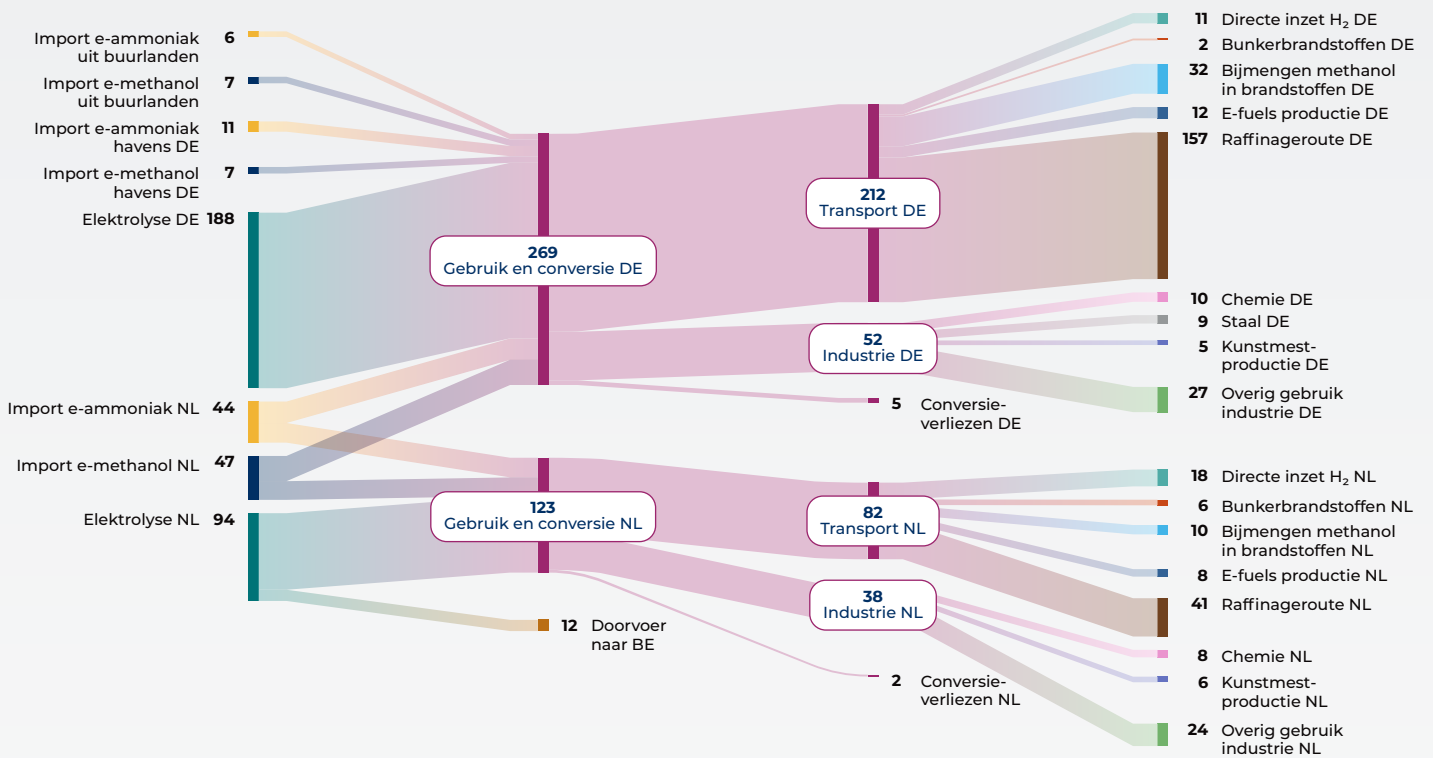 Import e-ammoniak 6
uit buurlanden
Import e-methanol 7
uit buurlanden
Import e-ammoniak 11
havens DE
Import e-methanol 7
havens DE
Elektrolyse DE 188
Import e-ammoniak NL 44
Import e-methanol NL 47
Elektrolyse NL 94
269
Gebruik en conversie DE
123
Gebruik en conversie NL
12 Doorvoer
naar BE
212
Transport DE
52
Industrie DE
5 Conversie-
verliezen DE
82
Transport NL
38
Industrie NL
2 Conversie-
verliezen NL
11 Directe inzet H₂ DE
2 Bunkerbrandstoffen DE
32 Bijmengen methanol
in brandstoffen DE
12 E-fuels productie DE
157 Raffinageroute DE
10 Chemie DE
9 Staal DE
5 Kunstmest-
productie DE
27 Overig gebruik
industrie DE
18 Directe inzet H₂ NL
6 Bunkerbrandstoffen NL
10 Bijmengen methanol
in brandstoffen NL
8 E-fuels productie NL
41 Raffinageroute NL
8 Chemie NL
6 Kunstmest-
productie NL
24 Overig gebruik
industrie NL